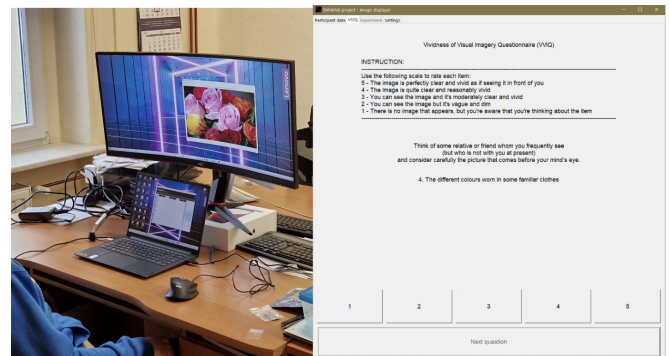 Lenovo
BANANA project - image displayer
Participant data VVIQ Experiment Settings
Vividness of Visual Imagery Questionnaire (VVIQ)
INSTRUCTION:
Use the following scale to rate each item:
5 - The image is perfectly clear and vivid as if seeing it in front of you
4 - The image is quite clear and reasonably vivid
3 - You can see the image and it's moderately clear and vivid
2 - You can see the image but it's vague and dim
1 - There is no image that appears, but you're aware that you're thinking about the item
Think of some relative or friend whom you frequently see
(but who is not with you at present)
and consider carefully the picture that comes before your mind's eye.
4. The different colours worn in some familiar clothes
1 2 3 4 5
Next question